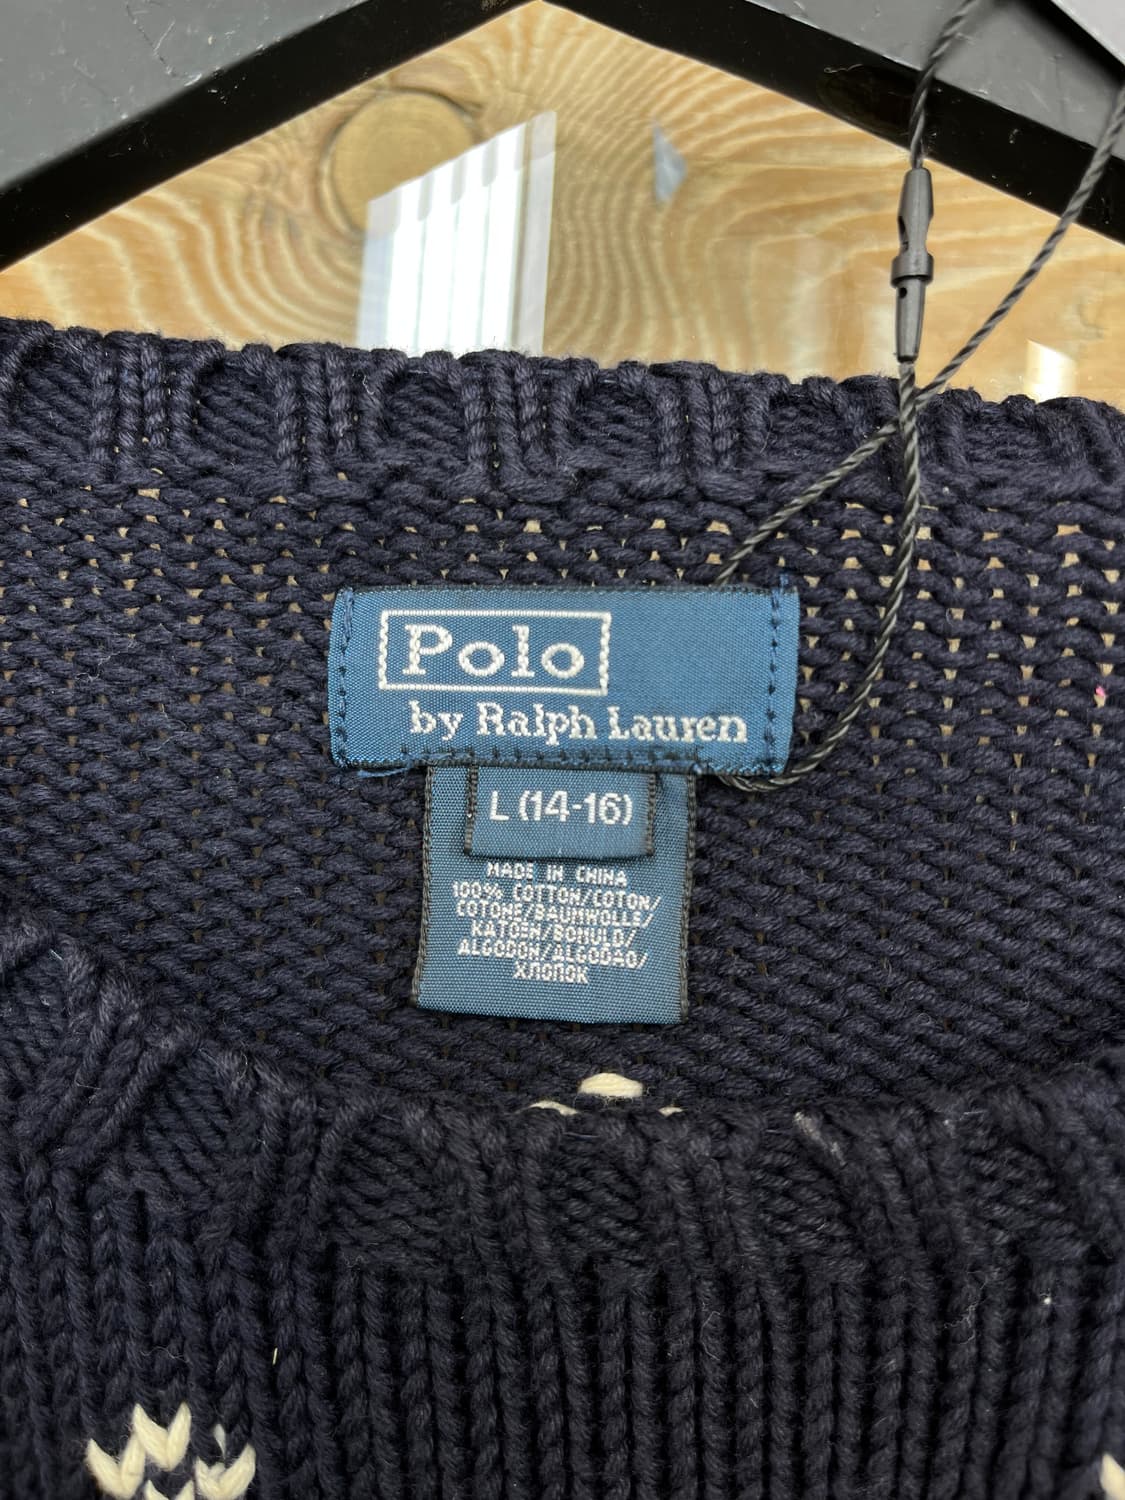 Polo
by Ralph Lauren
L (14-16)
MADE IN CHINA
100% COTTON/COTON/
COTONE/BAUMWOLLE/
KATOEN/BOMULD/
ALGODON/ALGODAO/
ХЛОПОК